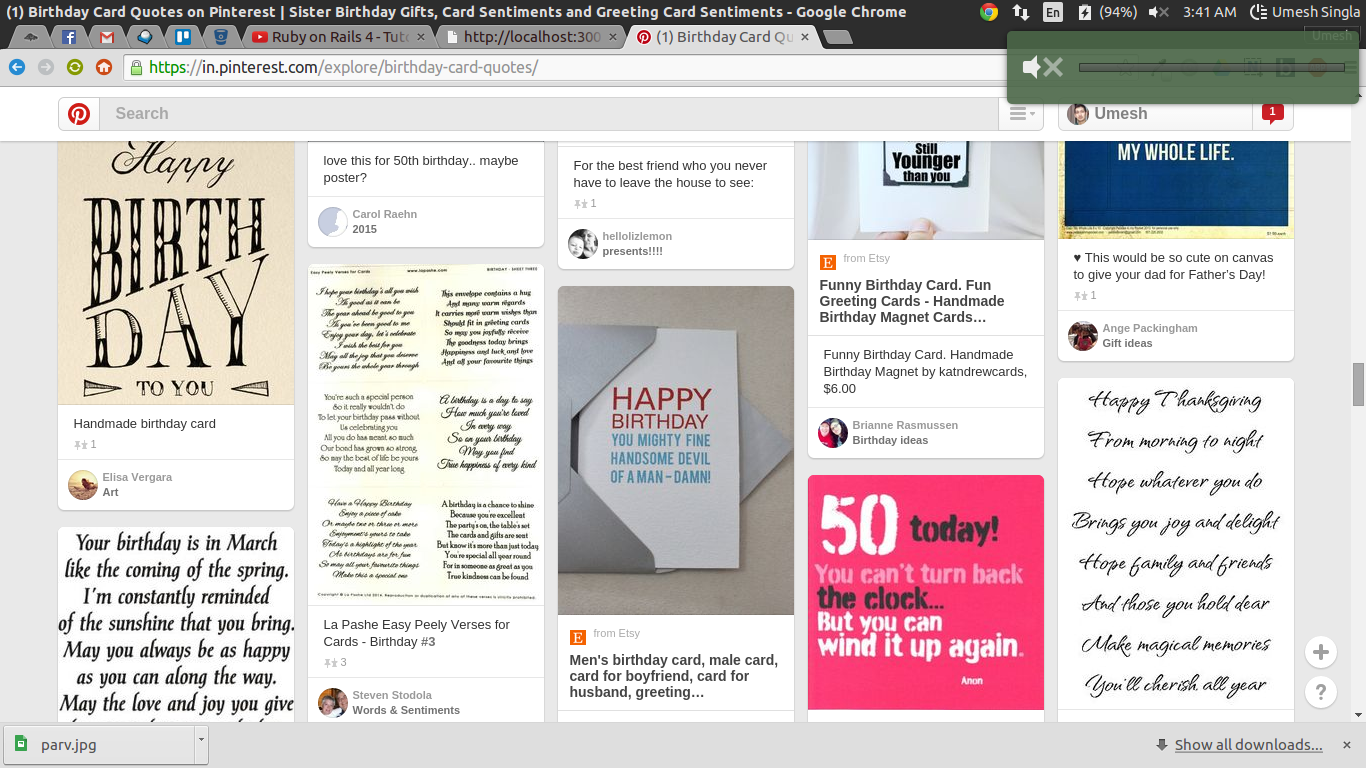 (1) Birthday Card Quotes on Pinterest | Sister Birthday Gifts, Card Sentiments and Greeting Card Sentiments - Google Chrome
En (94%) 3:41 AM Umesh Singla
Ruby on Rails 4 - Tuto
http://localhost:300
(1) Birthday Card Qu
Umesh
https://in.pinterest.com/explore/birthday-card-quotes/
Search
Umesh
1
Happy
BIRTH
DAY
TO YOU
Handmade birthday card
1
Elisa Vergara
Art
Your birthday is in March
like the coming of the spring.
I'm constantly reminded
of the sunshine that you bring.
May you always be as happy
as you can along the way.
May the love and joy you give
love this for 50th birthday.. maybe
poster?
Carol Raehn
2015
Easy Peely Verses for Cards www.lapashe.com BIRTHDAY - SHEET THREE
I hope your birthday's all you wish
As good as it can be
The year ahead be good to you
As you've been good to me
Enjoy your day, let's celebrate
I wish the best for you
May all the joy that you deserve
Be yours the whole year through
This envelope contains a hug
And many warm regards
It carries more warm wishes than
Should fit in greeting cards
So may you joyfully receive
The goodness today brings
Happiness and luck and love
And all your favourite things
You're such a special person
So it really wouldn't do
To let your birthday pass without
Us celebrating you
All you do has meant so much
Our bond has grown so strong,
So may the best of life be yours
Today and all year long
A birthday is a day to say
How much you're loved
In every way
So on your birthday
May you find
True happiness of every kind
Have a Happy Birthday
Enjoy a piece of cake
Or maybe two or three or more
Enjoyment's yours to take
Today's a highlight of the year
As birthdays are for fun
So may all your favourite things
Make this a special one
A birthday is a chance to shine
Because you're excellent
The party's on, the table's set
The cards and gifts are sent
But know it's more than just today
You're special all year round
For in someone as great as you
True kindness can be found
Copyright © La Pashe Ltd 2014. Reproduction or duplication of any of these verses is strictly prohibited.
La Pashe Easy Peely Verses for
Cards - Birthday #3
3
Steven Stodola
Words & Sentiments
For the best friend who you never
have to leave the house to see:
1
hellolizlemon
presents!!!!
HAPPY
BIRTHDAY
YOU MIGHTY FINE
HANDSOME DEVIL
OF A MAN – DAMN!
E from Etsy
Men's birthday card, male card,
card for boyfriend, card for
husband, greeting…
Still
Younger
than you
E from Etsy
Funny Birthday Card. Fun
Greeting Cards - Handmade
Birthday Magnet Cards…
Funny Birthday Card. Handmade
Birthday Magnet by katndrewcards,
$6.00
Brianne Rasmussen
Birthday ideas
50 today!
You can't turn back
the clock...
But you can
wind it up again.
Anon
MY WHOLE LIFE.
♥ This would be so cute on canvas
to give your dad for Father's Day!
1
Ange Packingham
Gift ideas
Happy Thanksgiving
From morning to night
Hope whatever you do
Brings you joy and delight
Hope family and friends
And those you hold dear
Make magical memories
You'll cherish all year
+
?
parv.jpg
Show all downloads...